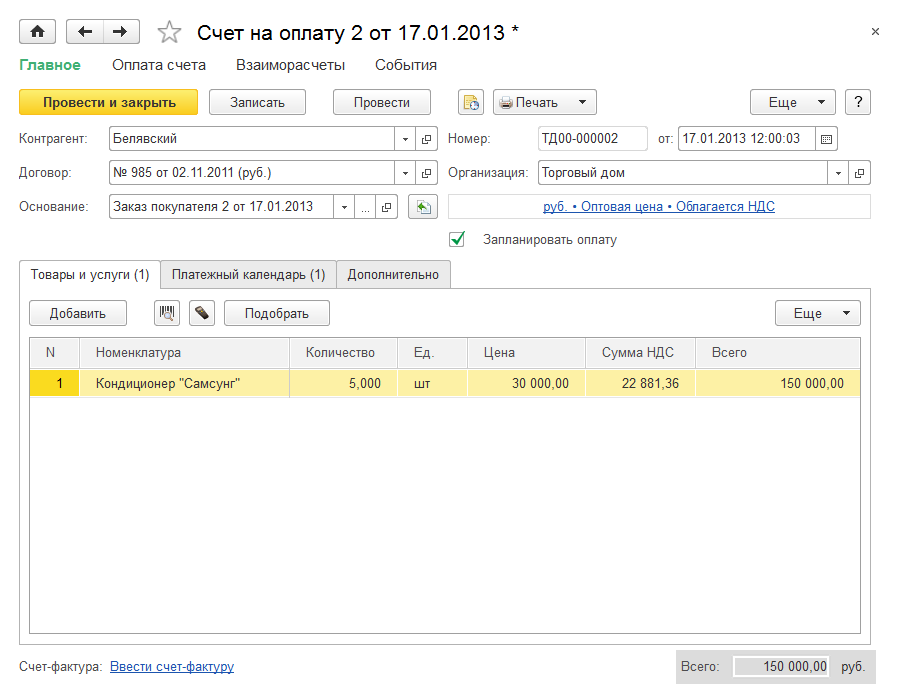 Счет на оплату 2 от 17.01.2013 *
Главное Оплата счета Взаиморасчеты События
Провести и закрыть Записать Провести Печать Еще ?
Контрагент: Белявский Номер: ТД00-000002 от: 17.01.2013 12:00:03
Договор: № 985 от 02.11.2011 (руб.) Организация: Торговый дом
Основание: Заказ покупателя 2 от 17.01.2013 ... руб. • Оптовая цена • Облагается НДС
Запланировать оплату
Товары и услуги (1) Платежный календарь (1) Дополнительно
Добавить Подобрать Еще
N Номенклатура Количество Ед. Цена Сумма НДС Всего
1 Кондиционер "Самсунг" 5,000 шт 30 000,00 22 881,36 150 000,00
Счет-фактура: Ввести счет-фактуру Всего: 150 000,00 руб.